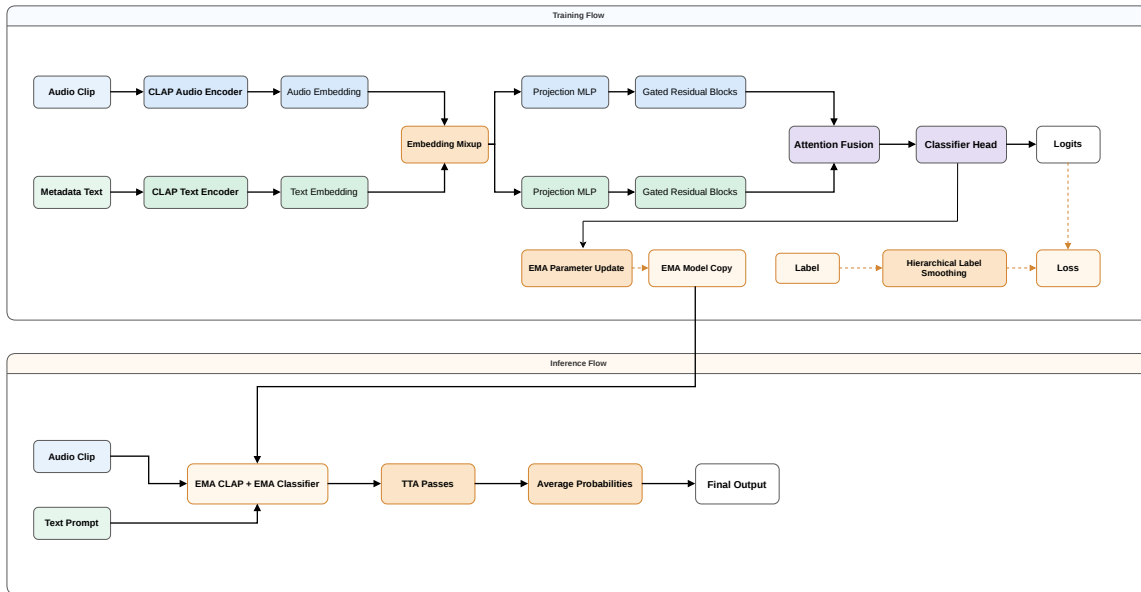 Training Flow
Audio Clip
CLAP Audio Encoder
Audio Embedding
Projection MLP
Gated Residual Blocks
Embedding Mixup
Attention Fusion
Classifier Head
Logits
Metadata Text
CLAP Text Encoder
Text Embedding
Projection MLP
Gated Residual Blocks
EMA Parameter Update
EMA Model Copy
Label
Hierarchical Label
Smoothing
Loss
Inference Flow
Audio Clip
EMA CLAP + EMA Classifier
TTA Passes
Average Probabilities
Final Output
Text Prompt